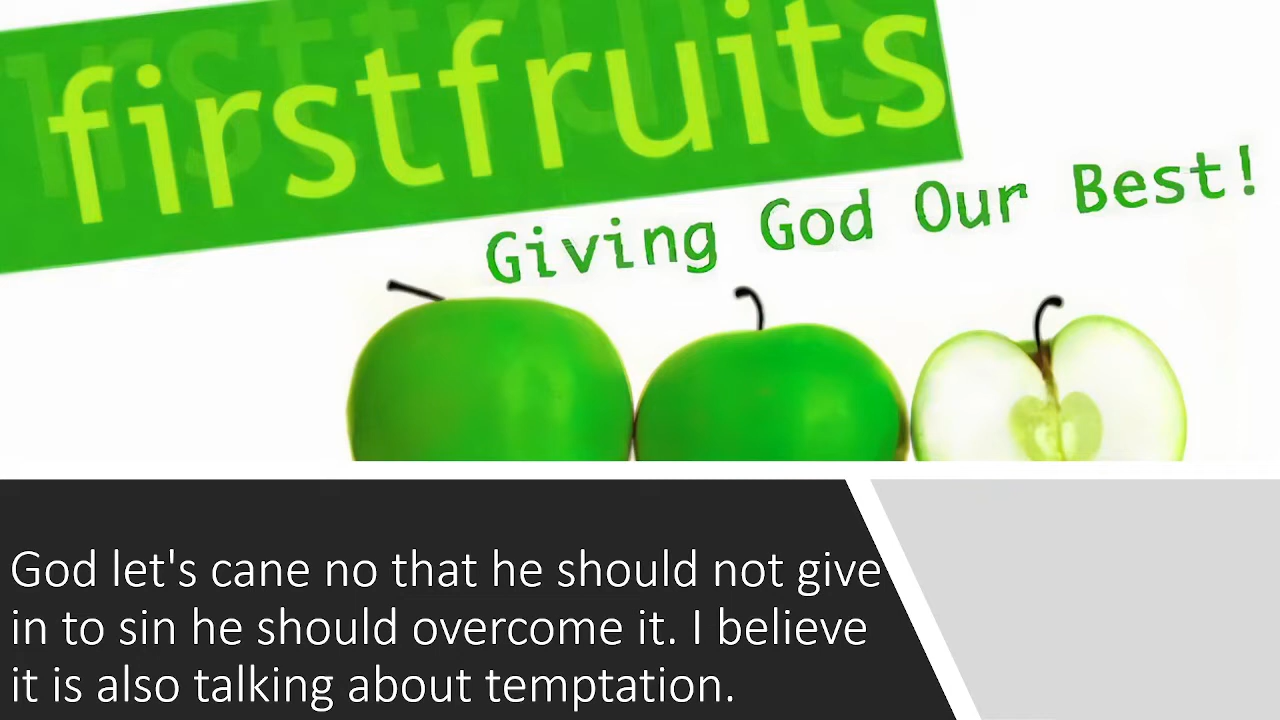 firstfruits
Giving God Our Best!
God let's cane no that he should not give
in to sin he should overcome it. I believe
it is also talking about temptation.